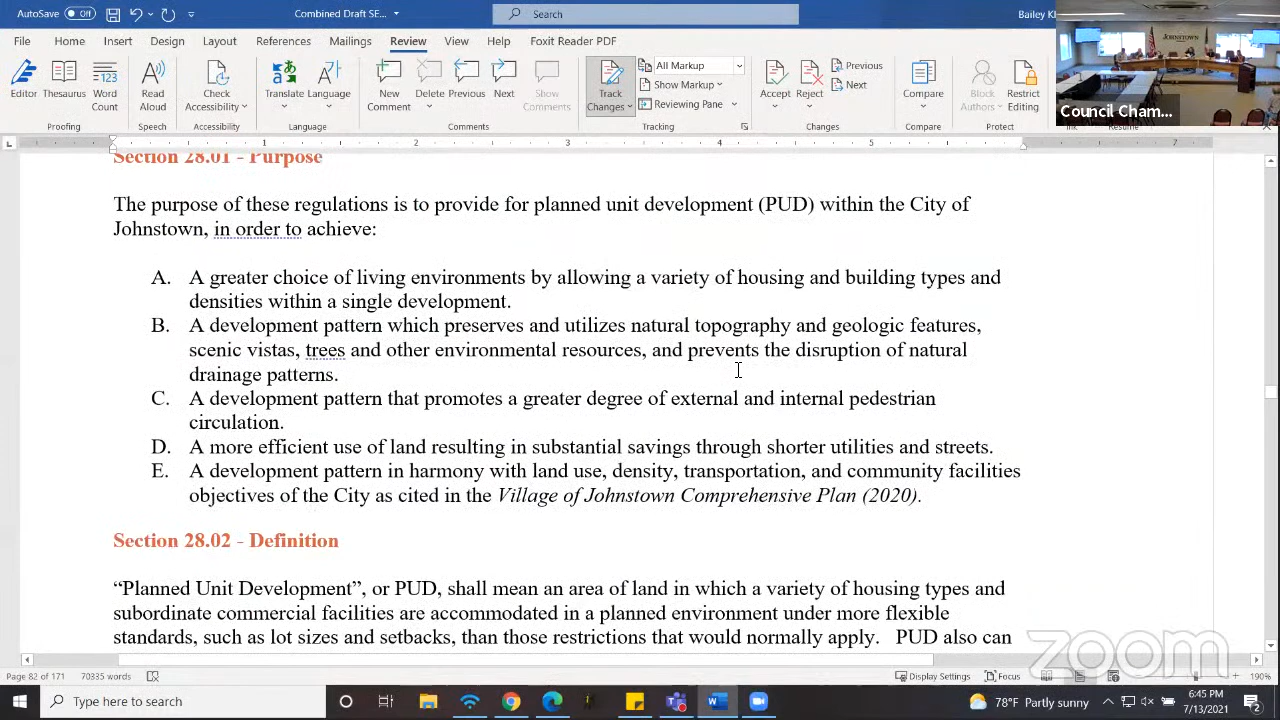 AutoSave
Bailey Kl
JOHNSTOWN
File Home Insert Design Layout References Mailings Review View Help Foxit Reader PDF
Editor Thesaurus Word Count
Read Aloud
Check Accessibility
Translate Language
New Comment Delete Previous Next Show Comments
Track Changes
All Markup
Show Markup
Reviewing Pane
Accept Reject
Previous
Next
Compare
Block Authors Restrict Editing
Council Cham...
Proofing Speech Accessibility Language Comments Tracking Changes Compare Protect Ink Resume
1 2 3 4 5 7
Section 28.01 - Purpose
The purpose of these regulations is to provide for planned unit development (PUD) within the City of
Johnstown, in order to achieve:
A. A greater choice of living environments by allowing a variety of housing and building types and
densities within a single development.
B. A development pattern which preserves and utilizes natural topography and geologic features,
scenic vistas, trees and other environmental resources, and prevents the disruption of natural
drainage patterns.
C. A development pattern that promotes a greater degree of external and internal pedestrian
circulation.
D. A more efficient use of land resulting in substantial savings through shorter utilities and streets.
E. A development pattern in harmony with land use, density, transportation, and community facilities
objectives of the City as cited in the Village of Johnstown Comprehensive Plan (2020).
Section 28.02 - Definition
“Planned Unit Development”, or PUD, shall mean an area of land in which a variety of housing types and
subordinate commercial facilities are accommodated in a planned environment under more flexible
standards, such as lot sizes and setbacks, than those restrictions that would normally apply. PUD also can
zoom
Page 82 of 171 70335 words
Display Settings Focus 190%
Type here to search
78°F Partly sunny
6:45 PM
7/13/2021
2